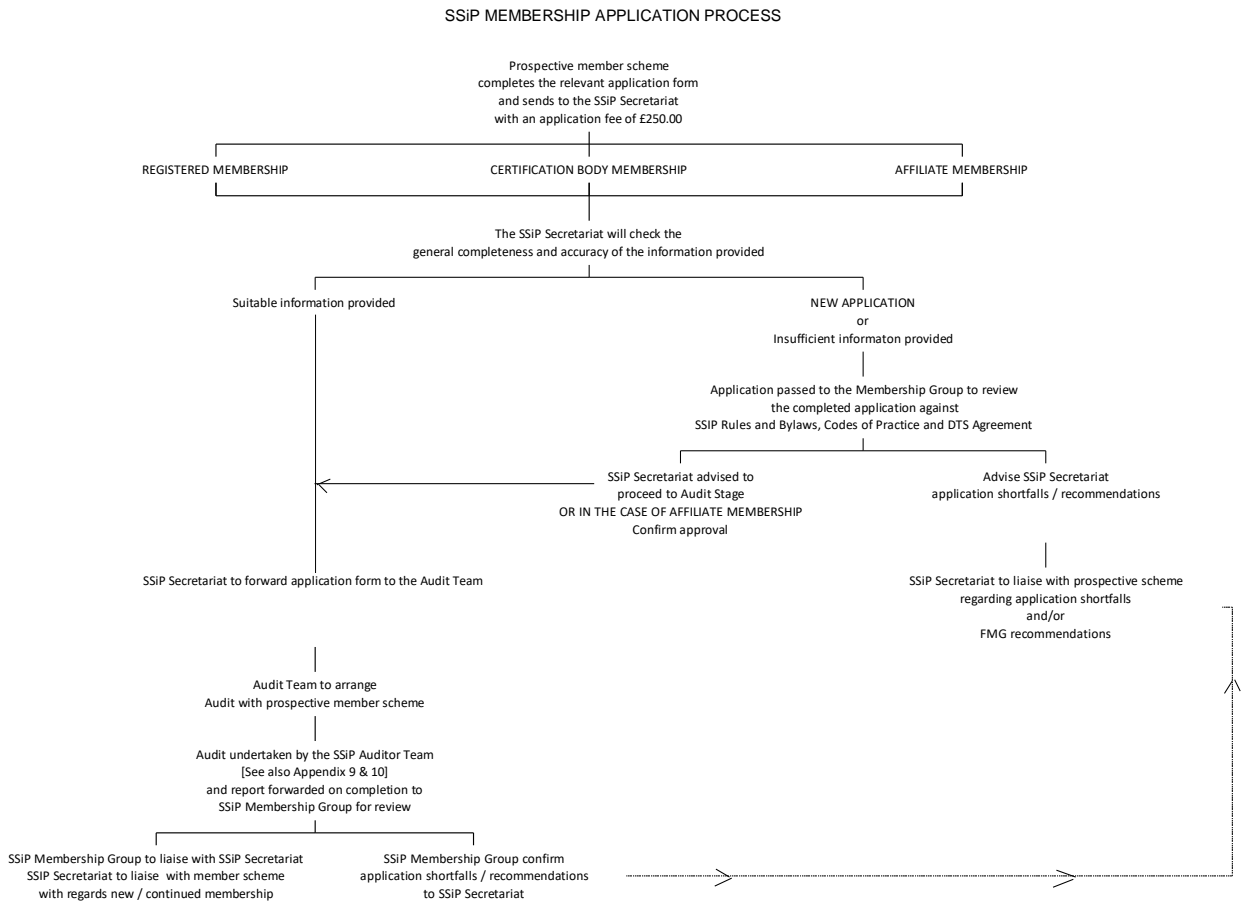 SSiP MEMBERSHIP APPLICATION PROCESS
Prospective member scheme
completes the relevant application form
and sends to the SSiP Secretariat
with an application fee of £250.00
REGISTERED MEMBERSHIP
CERTIFICATION BODY MEMBERSHIP
AFFILIATE MEMBERSHIP
The SSiP Secretariat will check the
general completeness and accuracy of the information provided
Suitable information provided
NEW APPLICATION
or
Insufficient informaton provided
Application passed to the Membership Group to review
the completed application against
SSIP Rules and Bylaws, Codes of Practice and DTS Agreement
SSiP Secretariat advised to
proceed to Audit Stage
OR IN THE CASE OF AFFILIATE MEMBERSHIP
Confirm approval
Advise SSiP Secretariat
application shortfalls / recommendations
SSiP Secretariat to forward application form to the Audit Team
SSiP Secretariat to liaise with prospective scheme
regarding application shortfalls
and/or
FMG recommendations
Audit Team to arrange
Audit with prospective member scheme
Audit undertaken by the SSiP Auditor Team
[See also Appendix 9 & 10]
and report forwarded on completion to
SSiP Membership Group for review
SSiP Membership Group to liaise with SSiP Secretariat
SSIP Secretariat to liaise with member scheme
with regards new / continued membership
SSiP Membership Group confirm
application shortfalls / recommendations
to SSiP Secretariat